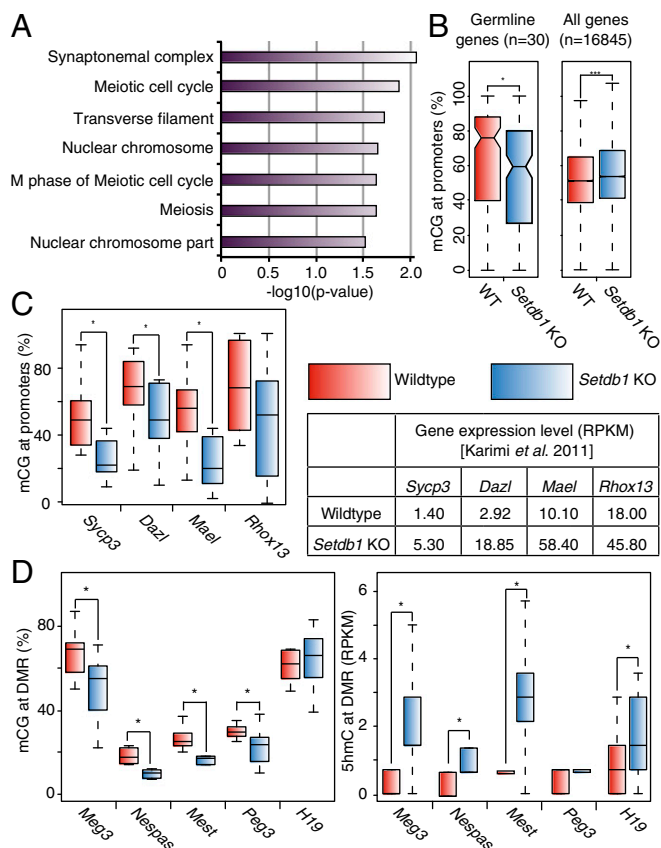 A
Synaptonemal complex
Meiotic cell cycle
Transverse filament
Nuclear chromosome
M phase of Meiotic cell cycle
Meiosis
Nuclear chromosome part
0 -0.5 1.0 1.5 2.0
-log10(p-value)
B
Germline genes (n=30)
All genes (n=16845)
mCG at promoters (%)
100
80
60
40
20
0
*
***
WT
Setdb1 KO
WT
Setdb1 KO
C
mCG at promoters (%)
80
40
0
*
*
*
Sycp3
Dazl
Mael
Rhox13
Wildtype
Setdb1 KO
Gene expression level (RPKM)
[Karimi et al. 2011]
Sycp3 Dazl Mael Rhox13
Wildtype 1.40 2.92 10.10 18.00
Setdb1 KO 5.30 18.85 58.40 45.80
D
mCG at DMR (%)
80
40
0
*
*
*
*
Meg3
Nespas
Mest
Peg3
H19
5hmC at DMR (RPKM)
6
4
2
0
*
*
*
*
Meg3
Nespas
Mest
Peg3
H19